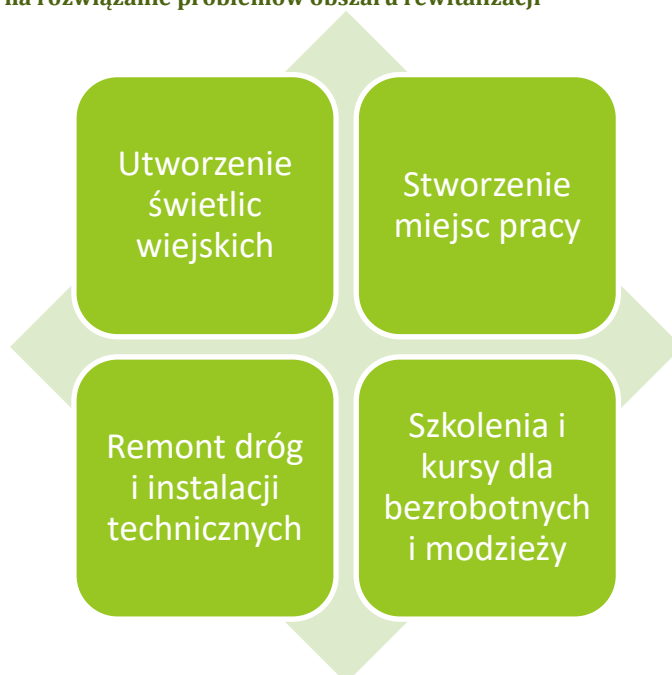 na rozwiązanie problemów obszaru rewitalizacji
Utworzenie
świetlic
wiejskich
Stworzenie
miejsc pracy
Remont dróg
i instalacji
technicznych
Szkolenia i
kursy dla
bezrobotnych
i modzieży